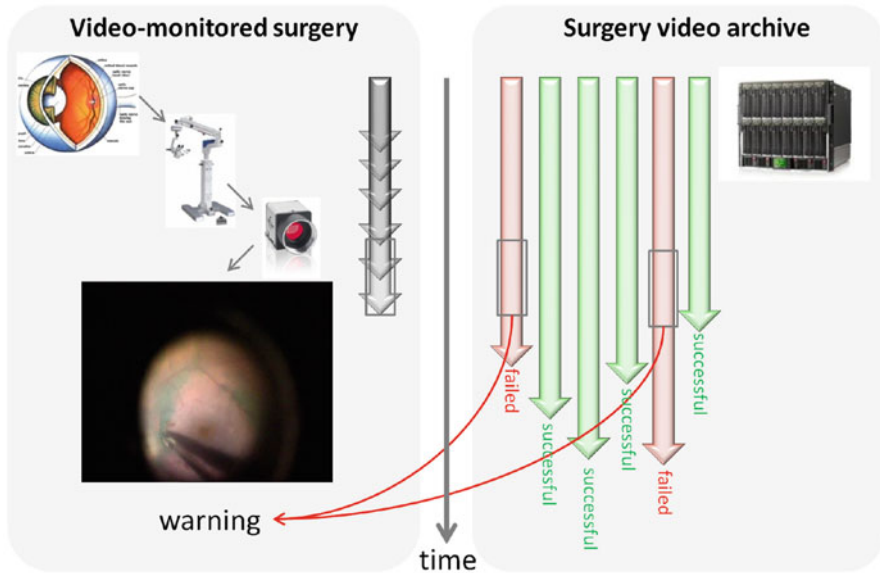 Video-monitored surgery
Surgery video archive
failed
successful
successful
successful
failed
successful
warning
time